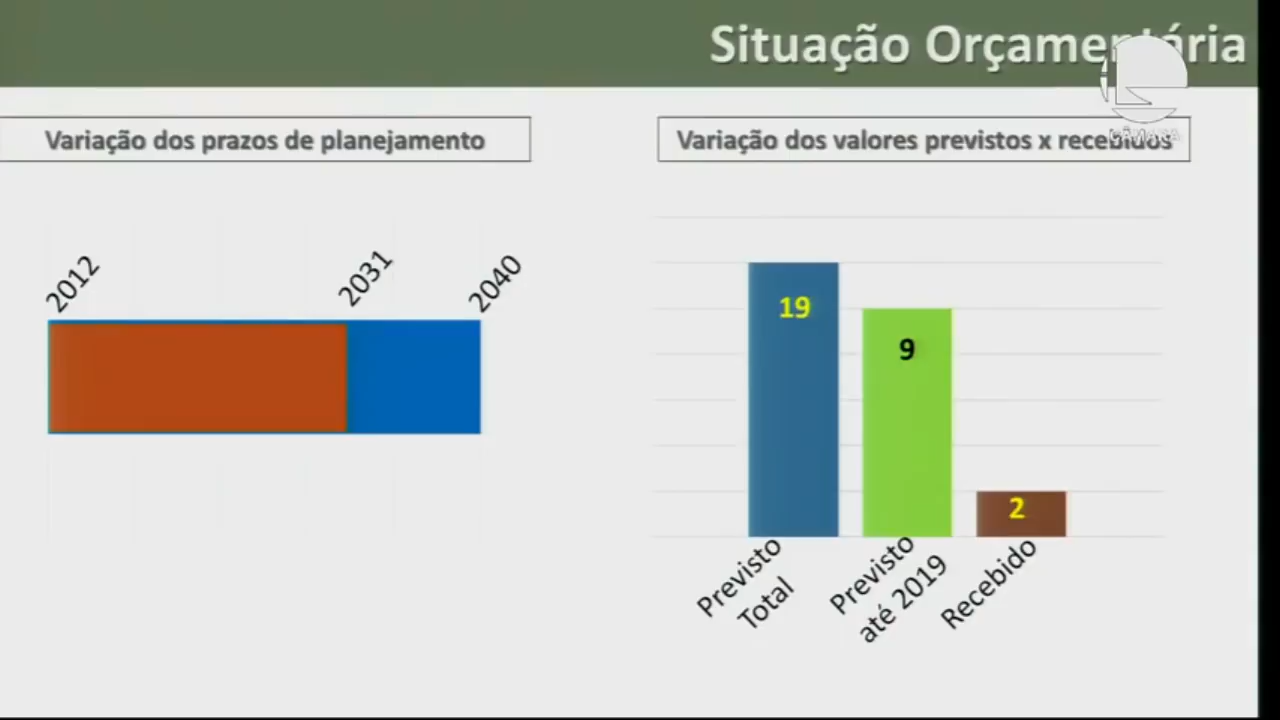 Situação Orçamentária
CÂMARA
Variação dos prazos de planejamento
Variação dos valores previstos x recebidos
2012
2031
2040
19
9
2
Previsto
Total
Previsto
até 2019
Recebido